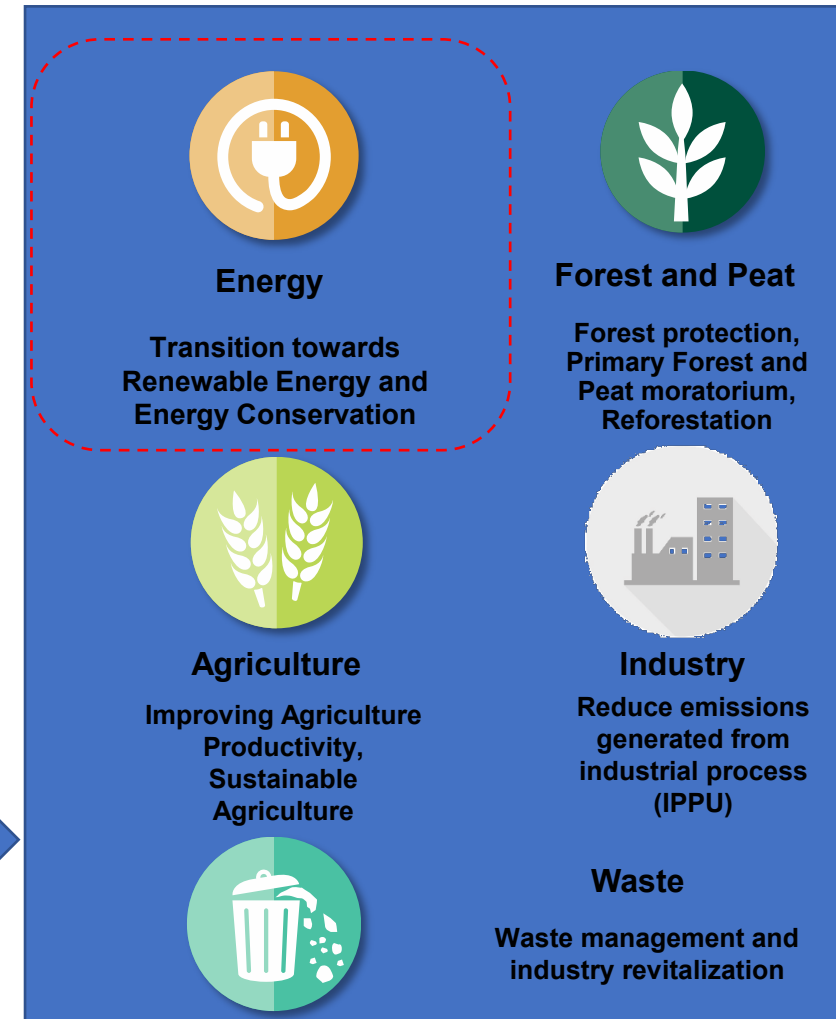 Energy
Transition towards
Renewable Energy and
Energy Conservation
Forest and Peat
Forest protection,
Primary Forest and
Peat moratorium,
Reforestation
Agriculture
Improving Agriculture
Productivity,
Sustainable
Agriculture
Industry
Reduce emissions
generated from
industrial process
(IPPU)
Waste
Waste management and
industry revitalization